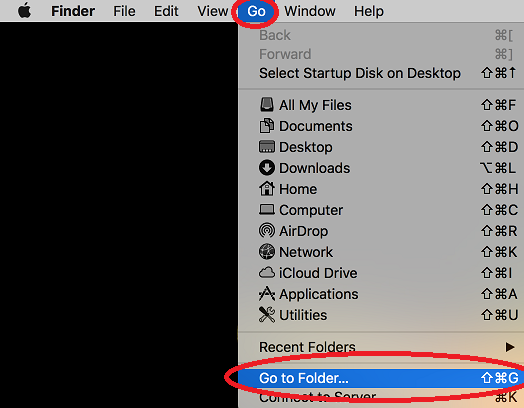 Finder File Edit View Go Window Help
Back ⌘[
Forward ⌘]
Select Startup Disk on Desktop ⇧⌘↑
All My Files ⇧⌘F
Documents ⇧⌘O
Desktop ⇧⌘D
Downloads ⌥⌘L
Home ⇧⌘H
Computer ⇧⌘C
AirDrop ⇧⌘R
Network ⇧⌘K
iCloud Drive ⇧⌘I
Applications ⇧⌘A
Utilities ⇧⌘U
Recent Folders ▶
Go to Folder... ⇧⌘G
Connect to Server ⌘K